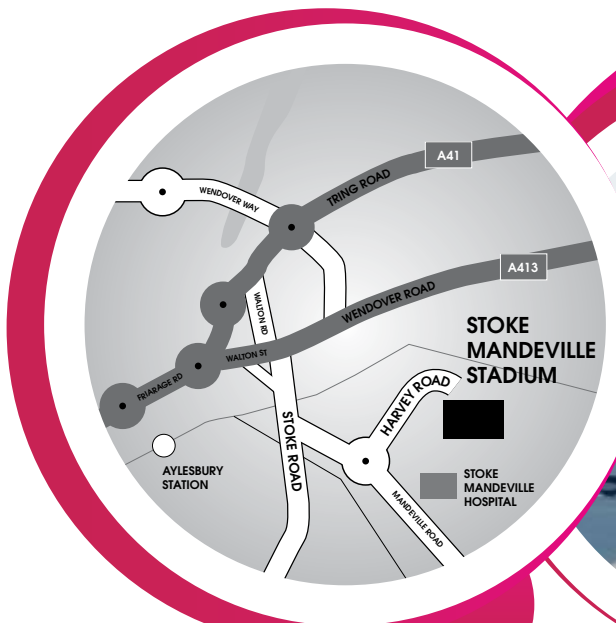 A41
TRING ROAD
WENDOVER WAY
A413
WENDOVER ROAD
WALTON RD
STOKE
MANDEVILLE
STADIUM
WALTON ST
FRIARAGE RD
HARVEY ROAD
STOKE ROAD
AYLESBURY
STATION
STOKE
MANDEVILLE
HOSPITAL
MANDEVILLE ROAD